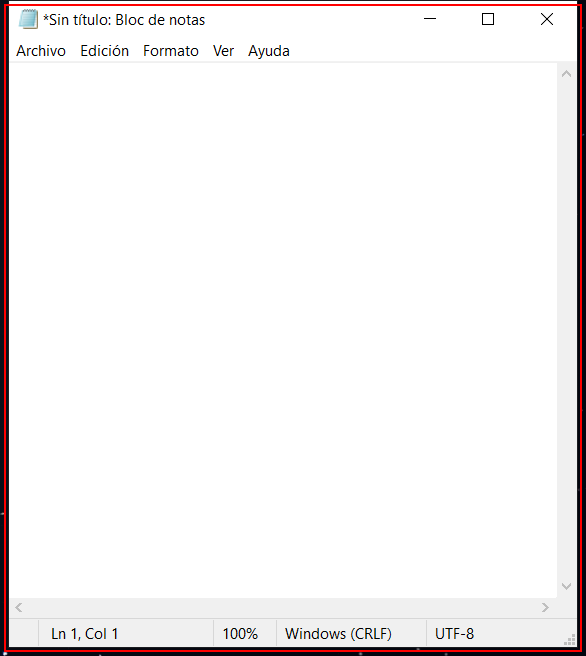 *Sin título: Bloc de notas
Archivo Edición Formato Ver Ayuda
Ln 1, Col 1 100% Windows (CRLF) UTF-8